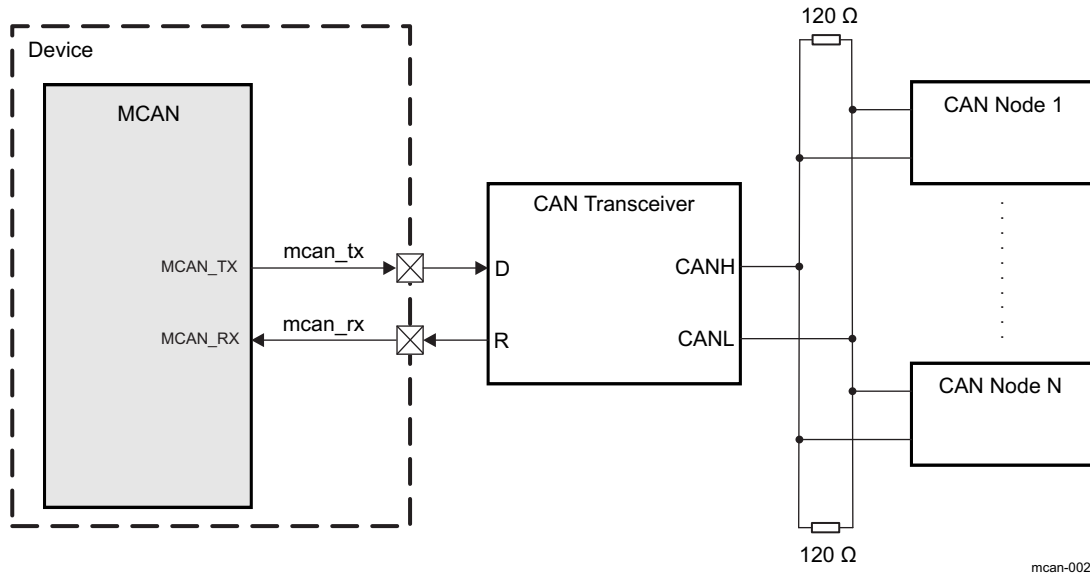 120 Ω
Device
MCAN
CAN Node 1
CAN Transceiver
mcan_tx
MCAN_TX
D
CANH
mcan_rx
MCAN_RX
R
CANL
CAN Node N
120 Ω
mcan-002